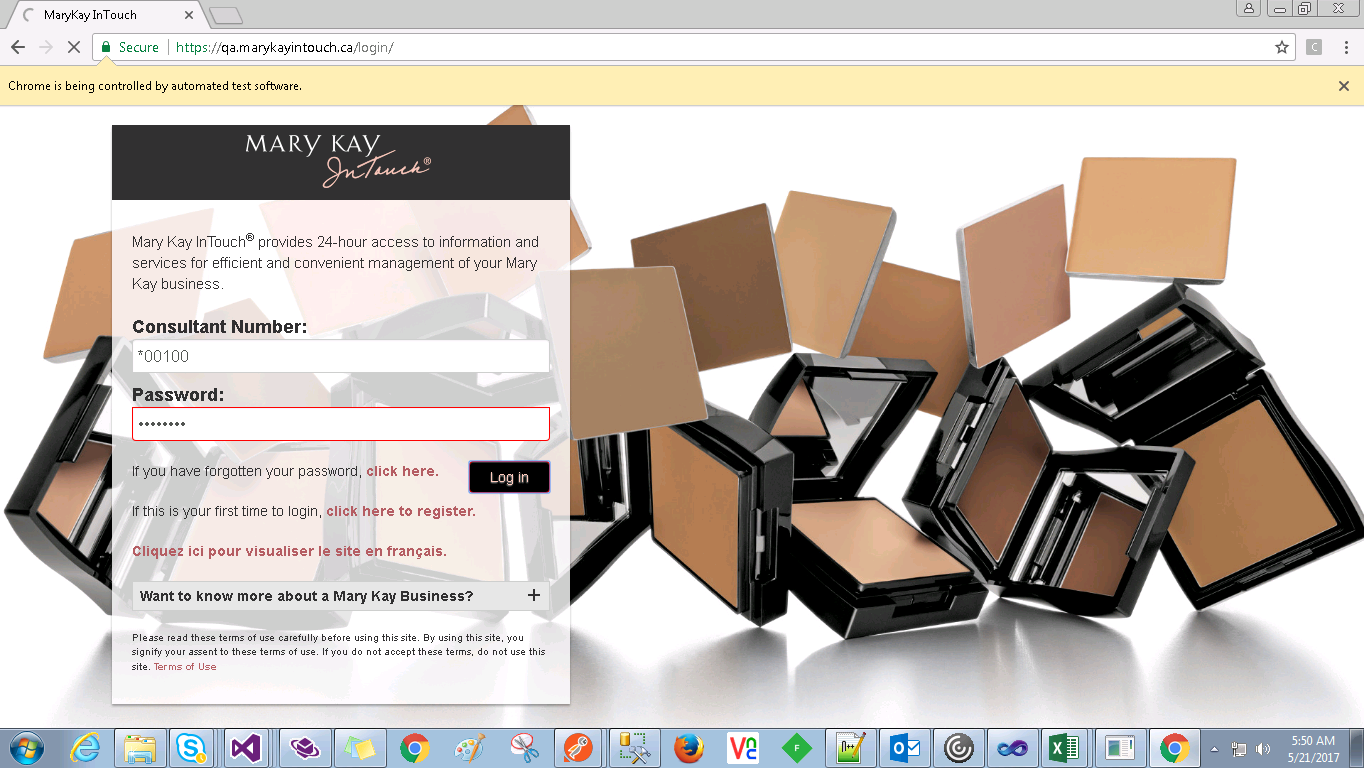 MaryKay InTouch
Secure
https://qa.marykayintouch.ca/login/
C
Chrome is being controlled by automated test software.
MARY KAY
InTouch®
Mary Kay InTouch® provides 24-hour access to information and
services for efficient and convenient management of your Mary
Kay business.
Consultant Number:
*00100
Password:
••••••••
If you have forgotten your password, click here.
Log in
If this is your first time to login, click here to register.
Cliquez ici pour visualiser le site en français.
Want to know more about a Mary Kay Business? +
Please read these terms of use carefully before using this site. By using this site, you
signify your assent to these terms of use. If you do not accept these terms, do not use this
site. Terms of Use
5:50 AM
5/21/2017